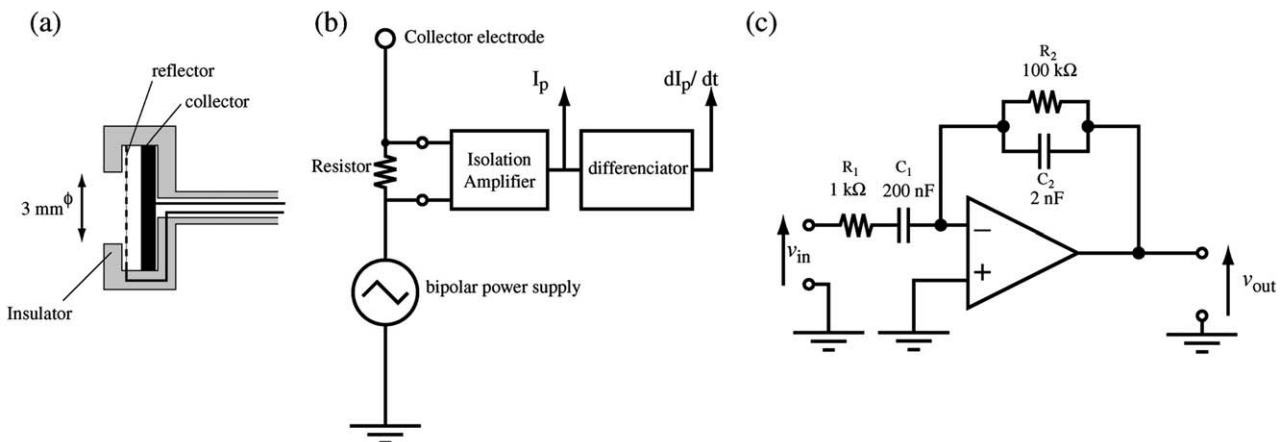 (a)
reflector
collector
3 mmϕ
Insulator
(b)
Collector electrode
Ip
dIp/ dt
Resistor
Isolation
Amplifier
differenciator
bipolar power supply
(c)
R2
100 kΩ
C2
2 nF
R1
1 kΩ
C1
200 nF
vin
−
+
vout